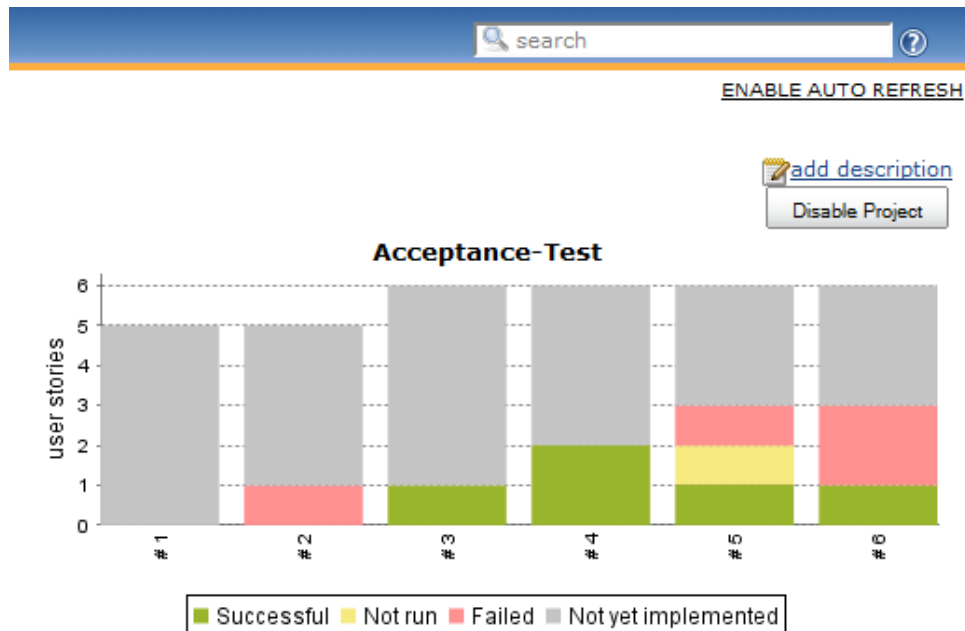 search
ENABLE AUTO REFRESH
add description
Disable Project
Acceptance-Test
user stories
6
5
4
3
2
1
0
#1 #2 #3 #4 #5 #6
Successful Not run Failed Not yet implemented